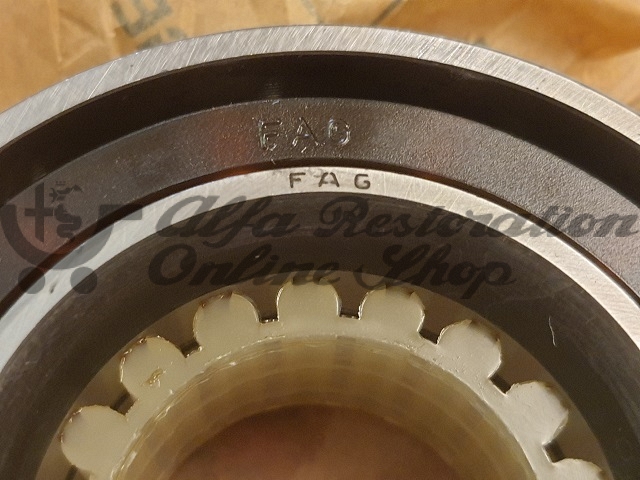 FAG
FAG
Alfa Restoration
Online Shop